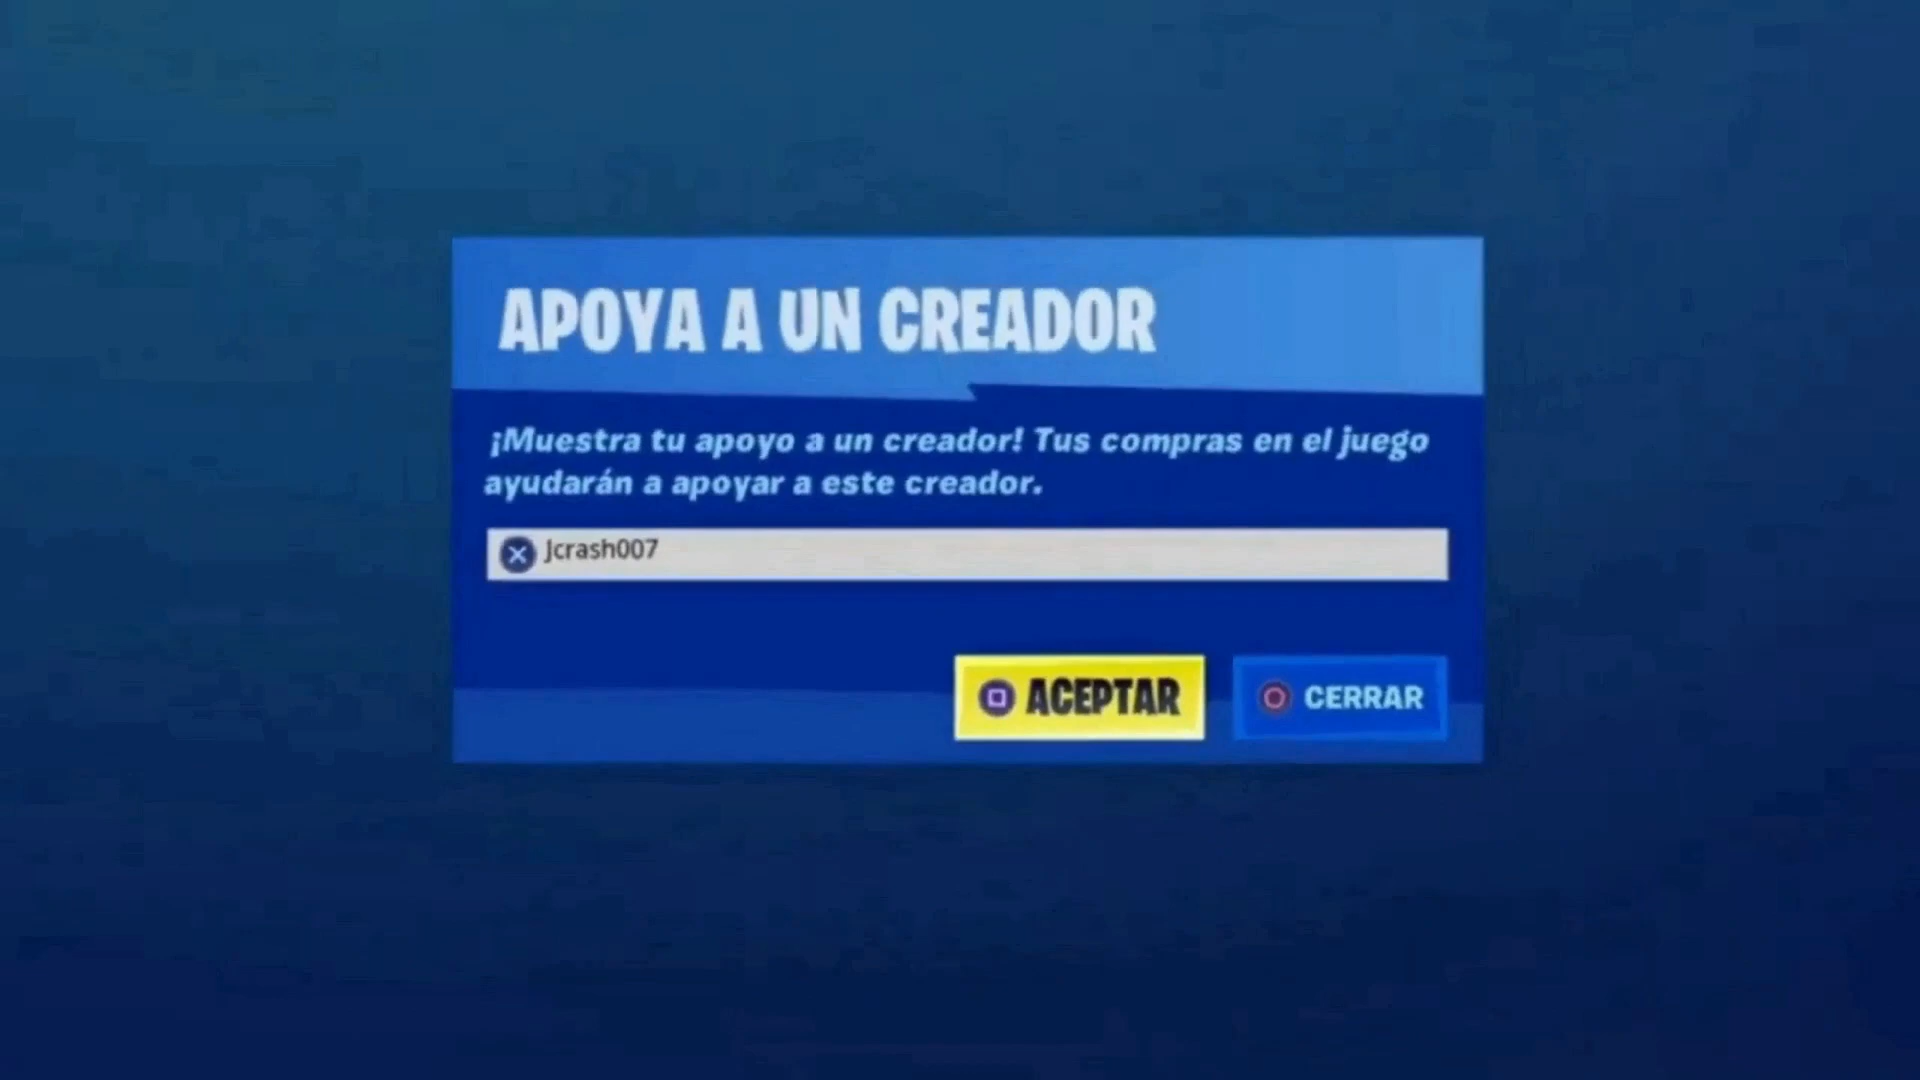 APOYA A UN CREADOR
¡Muestra tu apoyo a un creador! Tus compras en el juego
ayudarán a apoyar a este creador.
Jcrash007
ACEPTAR
CERRAR